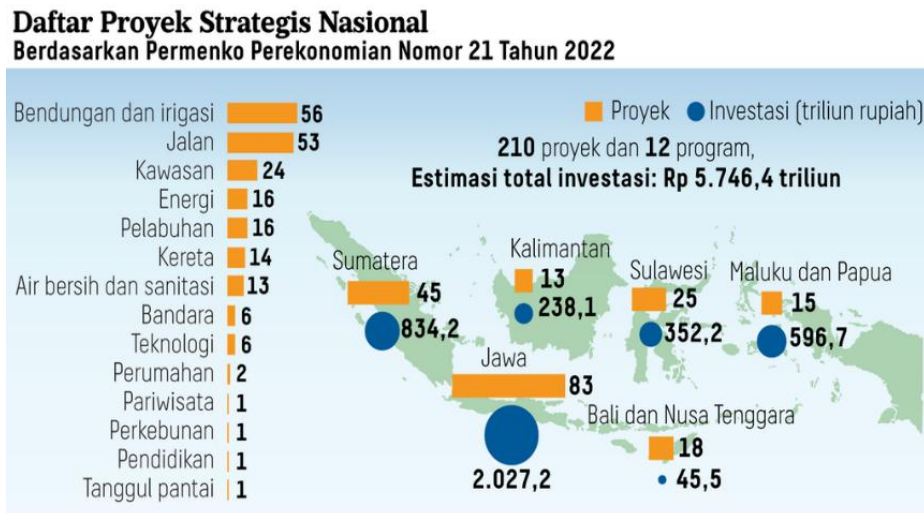 Daftar Proyek Strategis Nasional
Berdasarkan Permenko Perekonomian Nomor 21 Tahun 2022
Bendungan dan irigasi 56
Jalan 53
Kawasan 24
Energi 16
Pelabuhan 16
Kereta 14
Air bersih dan sanitasi 13
Bandara 6
Teknologi 6
Perumahan 2
Pariwisata 1
Perkebunan 1
Pendidikan 1
Tanggul pantai 1
Proyek Investasi (triliun rupiah)
210 proyek dan 12 program,
Estimasi total investasi: Rp 5.746,4 triliun
Sumatera
45
834,2
Kalimantan
13
238,1
Sulawesi
25
352,2
Maluku dan Papua
15
596,7
Jawa
83
2.027,2
Bali dan Nusa Tenggara
18
45,5